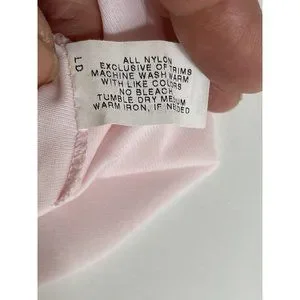 ALL NYLON
EXCLUSIVE OF TRIMS
MACHINE WASH WARM
WITH LIKE COLORS
NO BLEACH
TUMBLE DRY MEDIUM
WARM IRON, IF NEEDED
LD